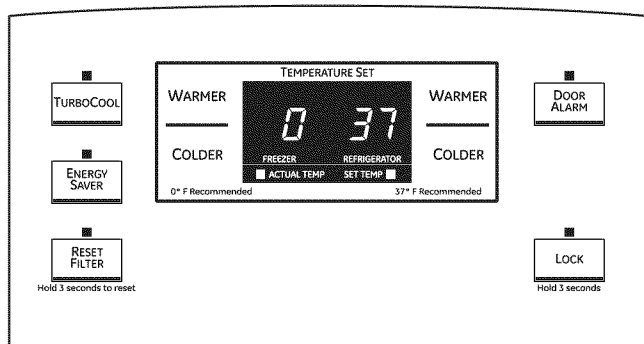 TEMPERATURE SET
TURBOCOOL
WARMER
0 37
WARMER
DOOR
ALARM
COLDER
FREEZER REFRIGERATOR
COLDER
ENERGY
SAVER
ACTUAL TEMP SET TEMP
0° F Recommended 37° F Recommended
RESET
FILTER
Hold 3 seconds to reset
LOCK
Hold 3 seconds